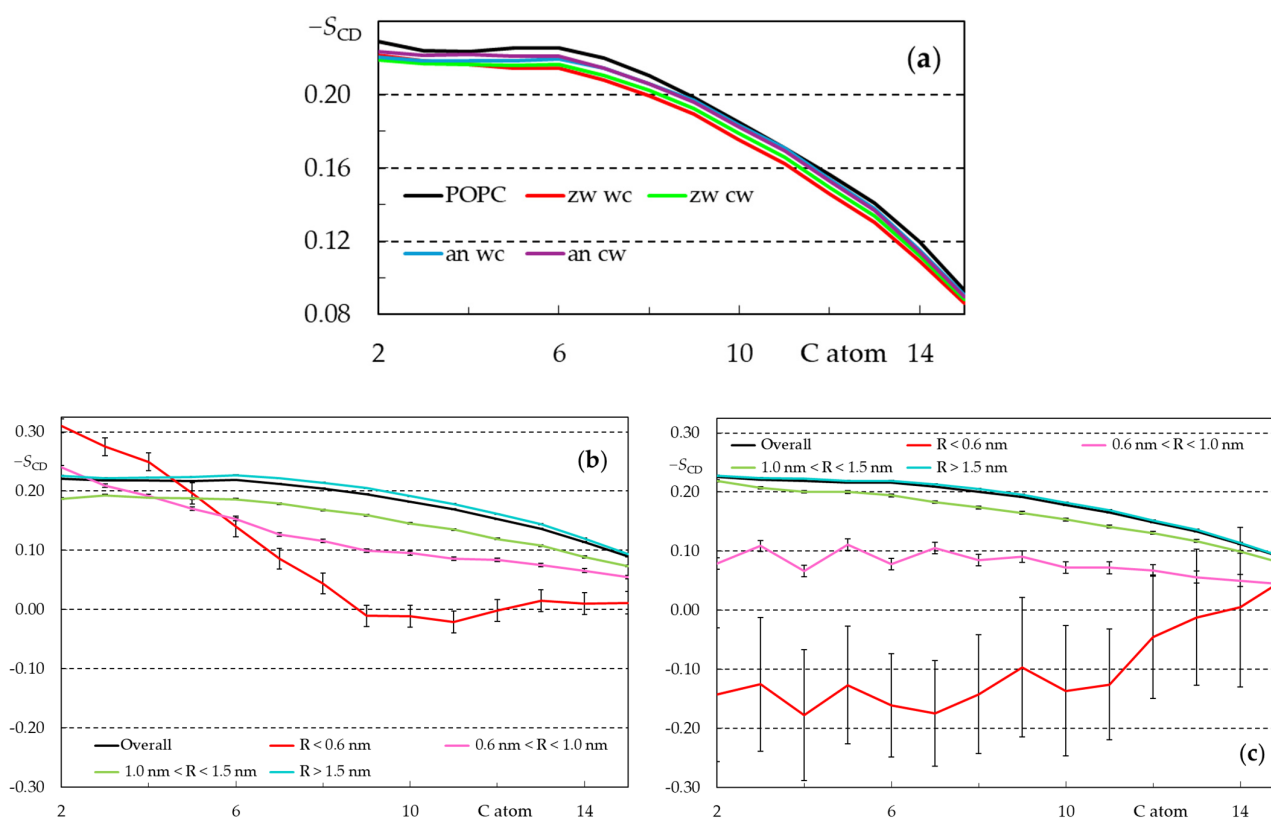 −SCD
(a)
0.20
0.16
POPC zw wc zw cw
0.12
an wc an cw
0.08
2 6 10 C atom 14
0.30
−SCD
(b)
0.20
0.10
0.00
-0.10
-0.20
Overall R < 0.6 nm 0.6 nm < R < 1.0 nm
1.0 nm < R < 1.5 nm R > 1.5 nm
-0.30
2 6 10 C atom 14
0.30
Overall R < 0.6 nm 0.6 nm < R < 1.0 nm
−SCD
1.0 nm < R < 1.5 nm R > 1.5 nm
0.20
0.10
0.00
-0.10
-0.20
(c)
-0.30
2 6 10 C atom 14